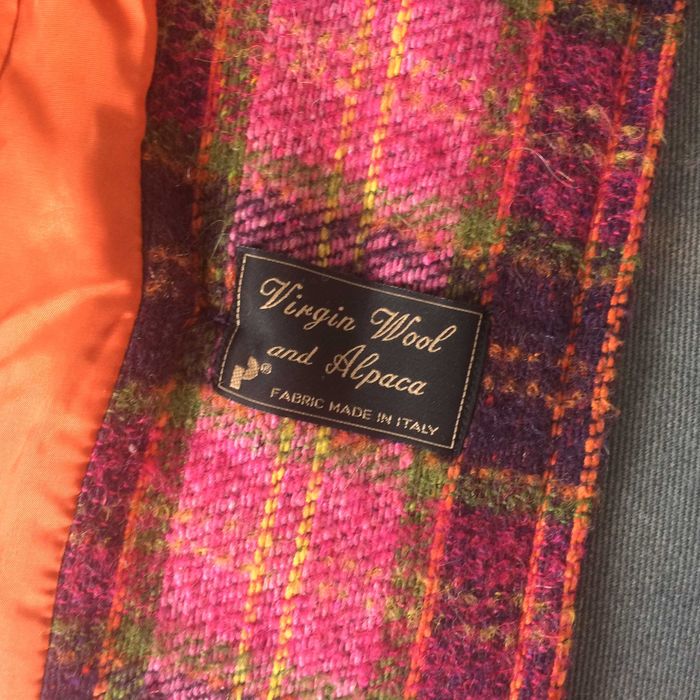 Virgin Wool
and Alpaca
®
FABRIC MADE IN ITALY